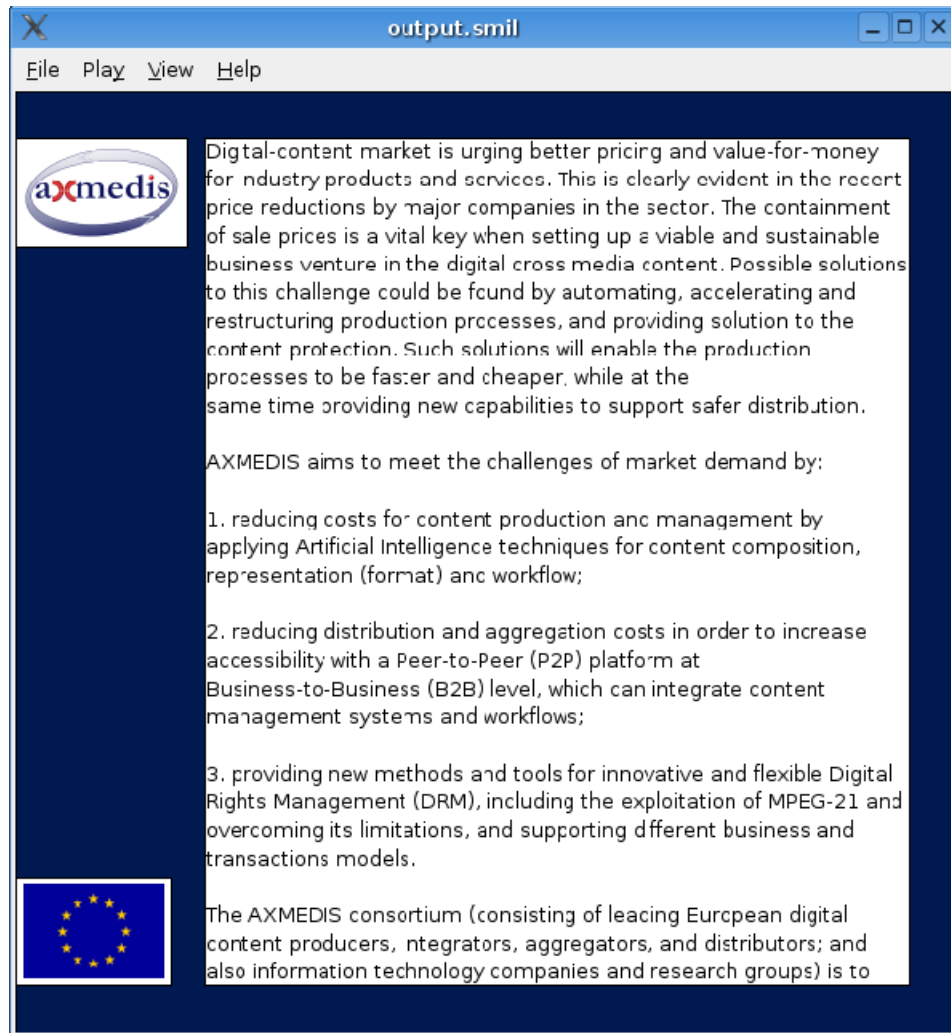 output.smil
File Play View Help
axmedis
Digital-content market is urging better pricing and value-for-money
for industry products and services. This is clearly evident in the recent
price reductions by major companies in the sector. The containment
of sale prices is a vital key when setting up a viable and sustainable
business venture in the digital cross media content. Possible solutions
to this challenge could be found by automating, accelerating and
restructuring production processes, and providing solution to the
content protection. Such solutions will enable the production
processes to be faster and cheaper, while at the
same time providing new capabilities to support safer distribution.
AXMEDIS aims to meet the challenges of market demand by:
1. reducing costs for content production and management by
applying Artificial Intelligence techniques for content composition,
representation (format) and workflow;
2. reducing distribution and aggregation costs in order to increase
accessibility with a Peer-to-Peer (P2P) platform at
Business-to-Business (B2B) level, which can integrate content
management systems and workflows;
3. providing new methods and tools for innovative and flexible Digital
Rights Management (DRM), including the exploitation of MPEG-21 and
overcoming its limitations, and supporting different business and
transactions models.
The AXMEDIS consortium (consisting of leading European digital
content producers, integrators, aggregators, and distributors; and
also information technology companies and research groups) is to